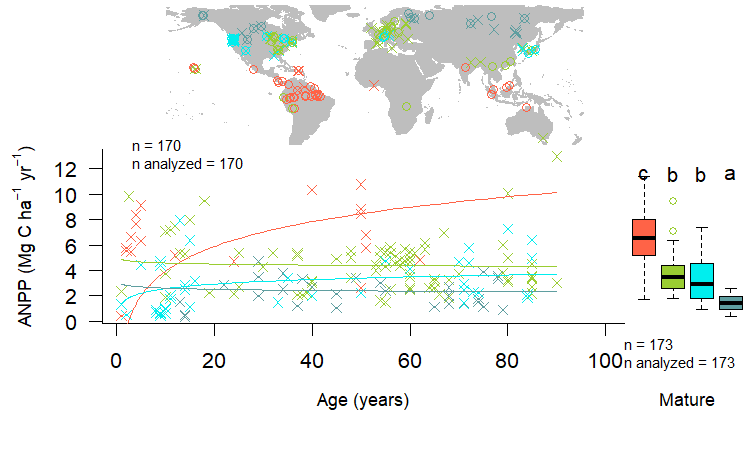 n = 170
n analyzed = 170
ANPP (Mg C ha⁻¹ yr⁻¹)
12
10
8
6
4
2
0
0 20 40 60 80 100
Age (years)
c b b a
n = 173
n analyzed = 173
Mature